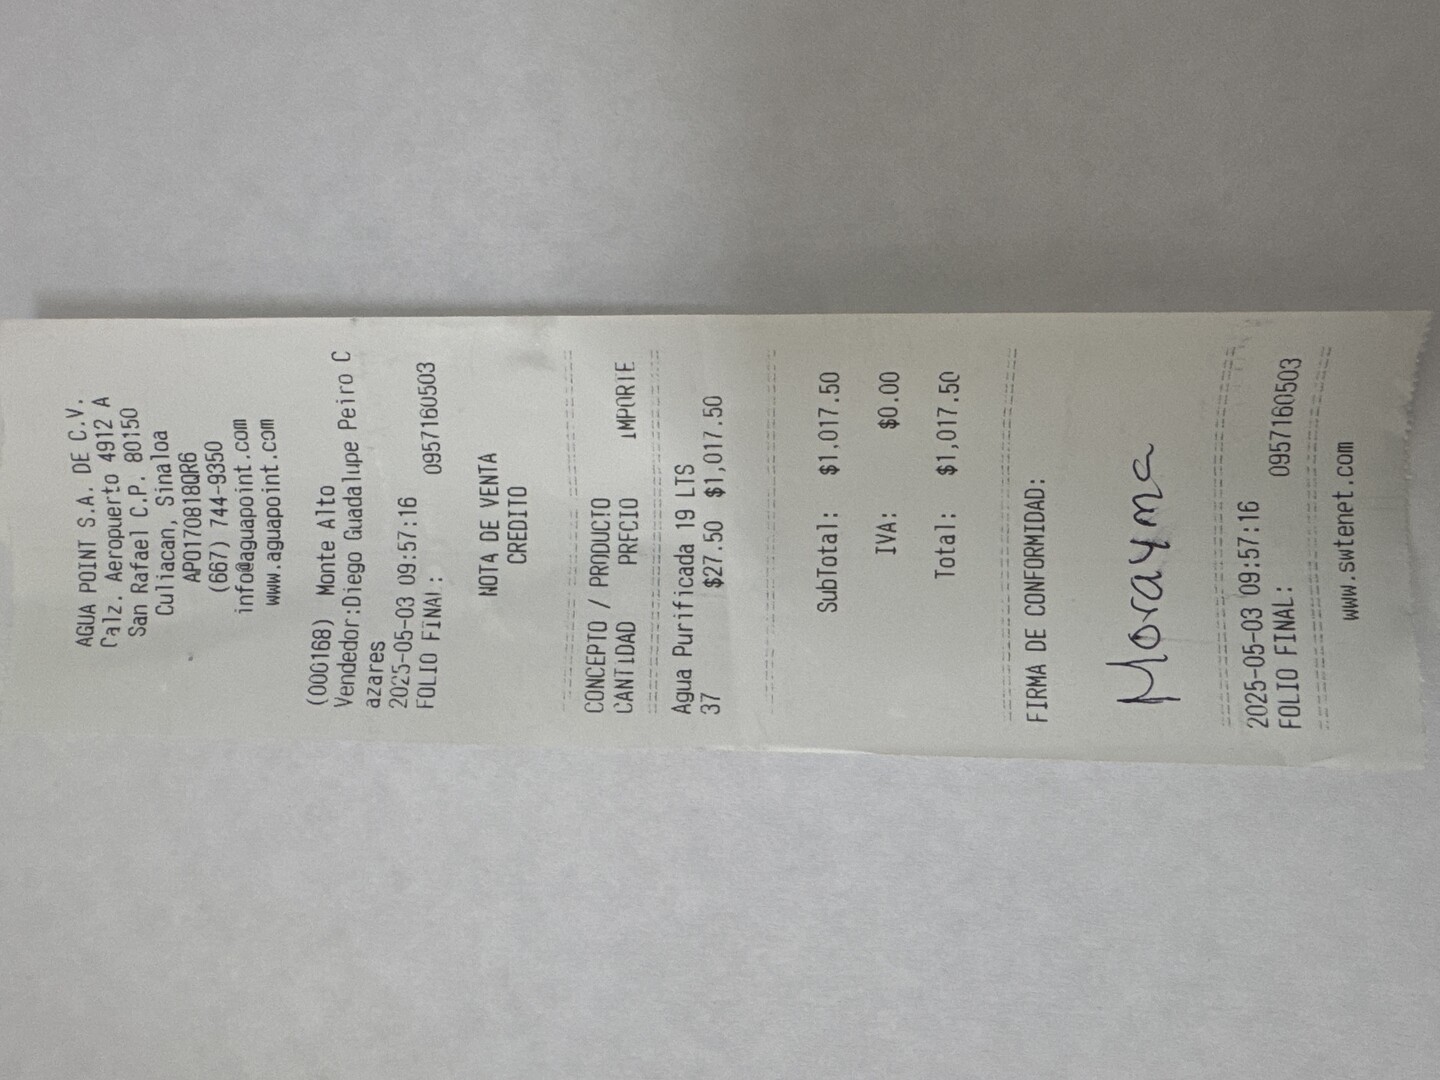 AGUA POINT S.A. DE C.V.
Calz. Aeropuerto 4912 A
San Rafael C.P. 80150
Culiacan, Sinaloa
APO170818QR6
(667) 744-9350
info@aguapoint.com
www.aguapoint.com
(000168) Monte Alto
Vendedor:Diego Guadalupe Peiro C
azares
2025-05-03 09:57:16
FOLIO FINAL: 0957160503
NOTA DE VENTA
CREDITO
CONCEPTO / PRODUCTO
CANTIDAD PRECIO IMPORTE
Agua Purificada 19 LTS
37 $27.50 $1,017.50
SubTotal: $1,017.50
IVA: $0.00
Total: $1,017.50
FIRMA DE CONFORMIDAD:
Morayma
2025-05-03 09:57:16
FOLIO FINAL: 0957160503
www.swtenet.com